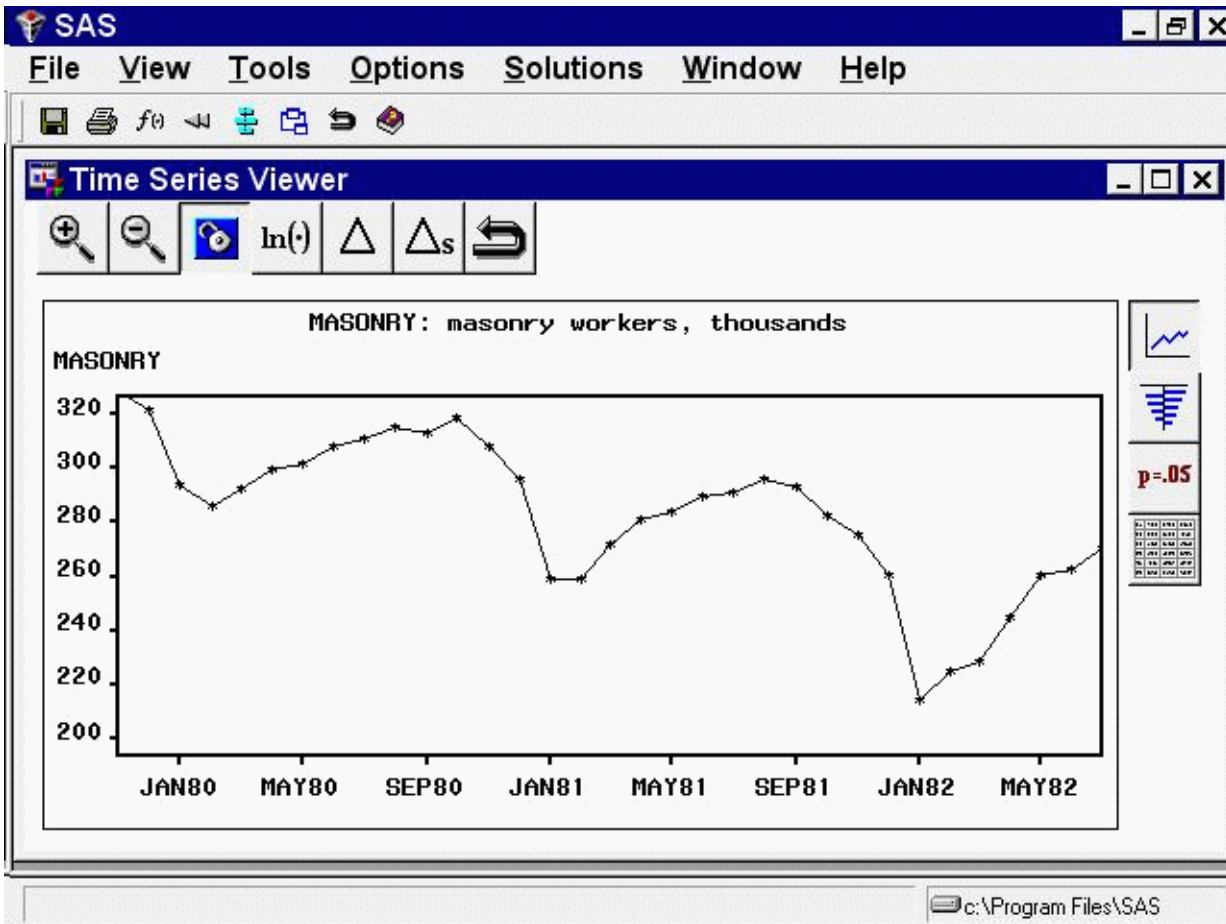 SAS
File View Tools Options Solutions Window Help
f(·)
Time Series Viewer
ln(·) Δ Δs
MASONRY: masonry workers, thousands
MASONRY
320
300
280
260
240
220
200
JAN80 MAY80 SEP80 JAN81 MAY81 SEP81 JAN82 MAY82
p=.05
c:\Program Files\SAS